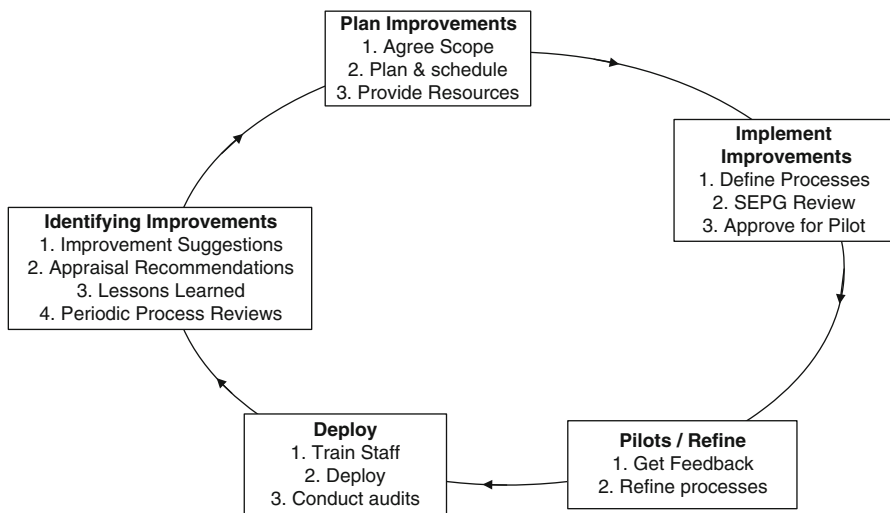 Plan Improvements
1. Agree Scope
2. Plan & schedule
3. Provide Resources
Implement
Improvements
1. Define Processes
2. SEPG Review
3. Approve for Pilot
Identifying Improvements
1. Improvement Suggestions
2. Appraisal Recommendations
3. Lessons Learned
4. Periodic Process Reviews
Deploy
1. Train Staff
2. Deploy
3. Conduct audits
Pilots / Refine
1. Get Feedback
2. Refine processes